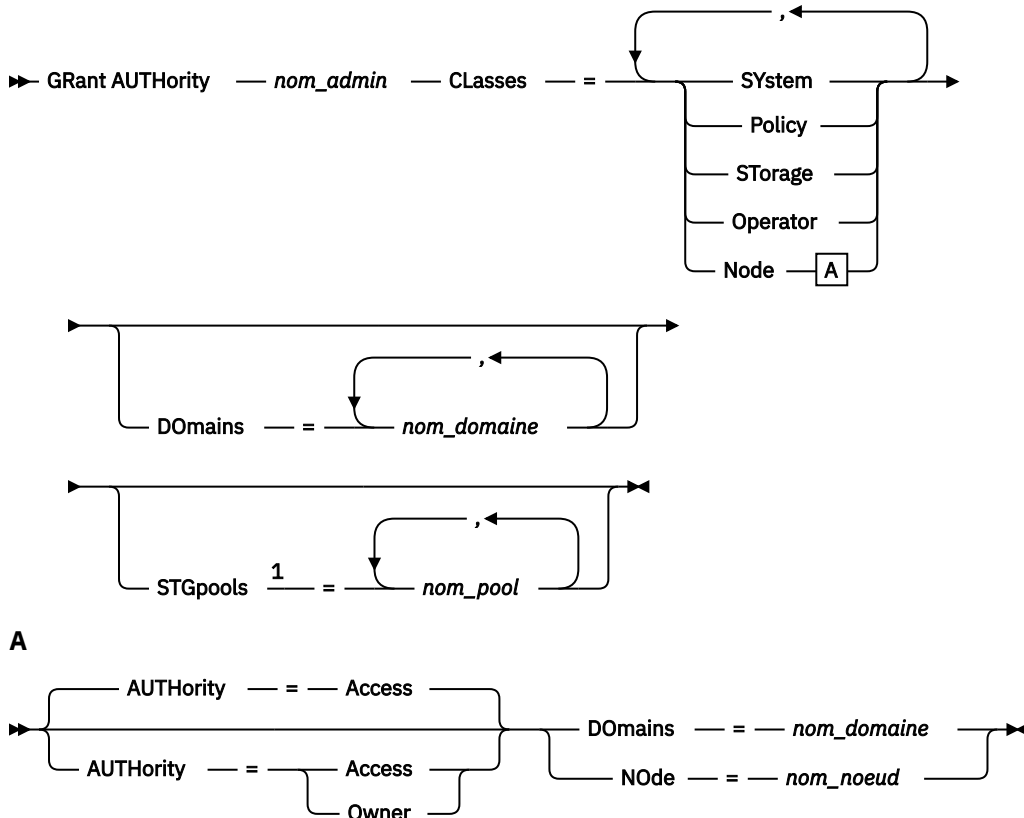 ,
GRant AUTHority nom_admin CLasses = SYstem
Policy
STorage
Operator
Node A
,
DOmains = nom_domaine
,
STGpools 1 = nom_pool
A
AUTHority = Access
DOmains = nom_domaine
AUTHority = Access
NOde = nom_noeud
Owner